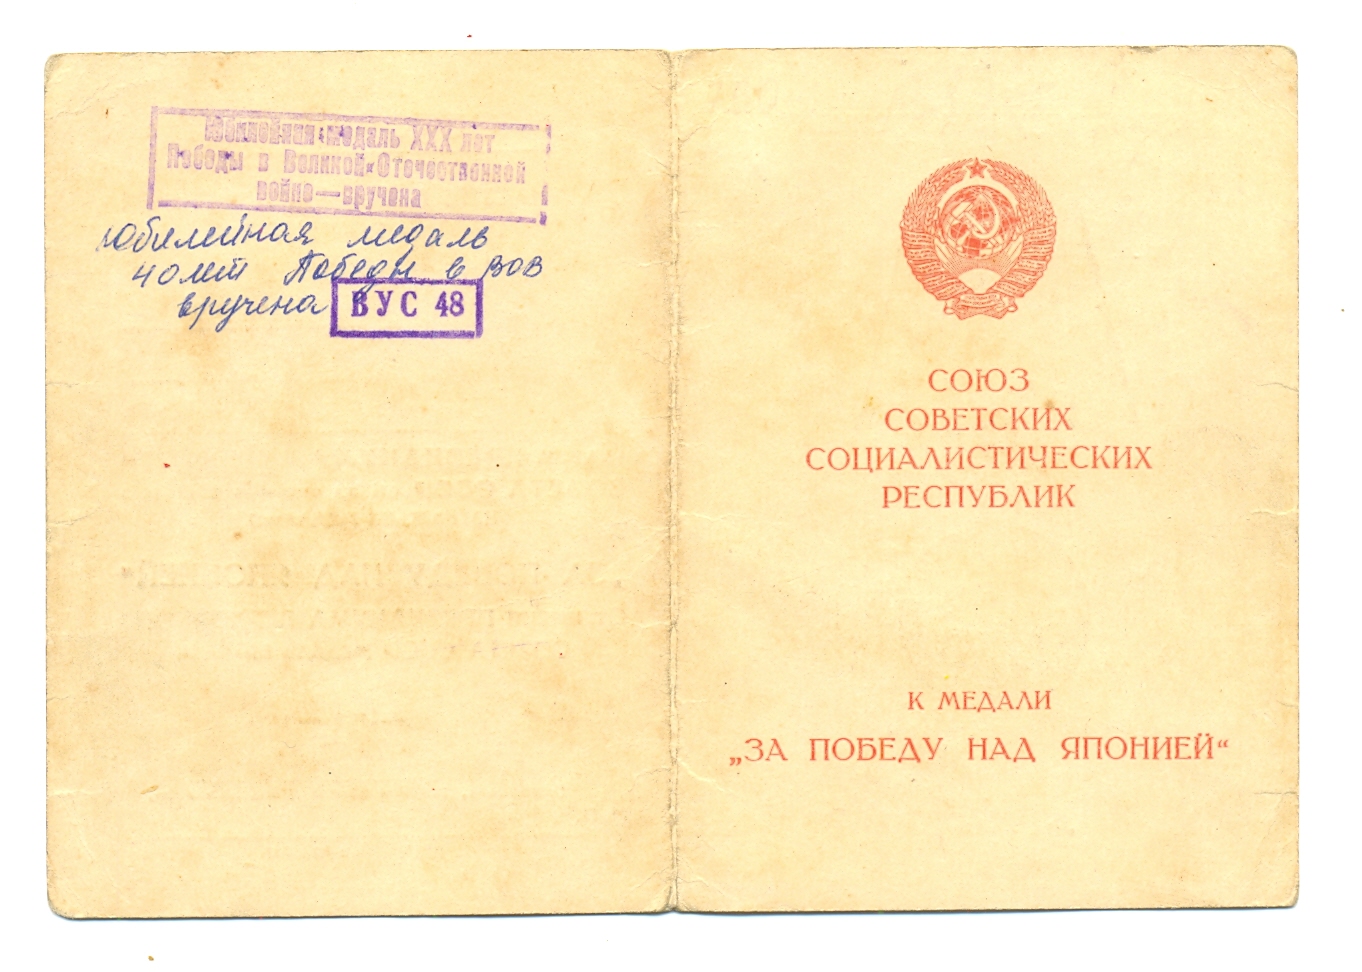 Юбилейная медаль XXX лет
Победы в Великой Отечественной
войне — вручена
Юбилейная медаль
40 лет Победы в ВОВ
вручена
ВУС 48
СОЮЗ
СОВЕТСКИХ
СОЦИАЛИСТИЧЕСКИХ
РЕСПУБЛИК
К МЕДАЛИ
„ЗА ПОБЕДУ НАД ЯПОНИЕЙ“